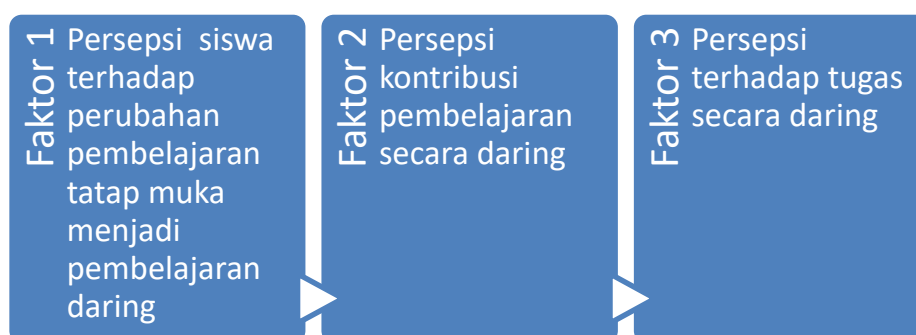 Faktor 1
Persepsi siswa
terhadap
perubahan
pembelajaran
tatap muka
menjadi
pembelajaran
daring
Faktor 2
Persepsi
kontribusi
pembelajaran
secara daring
Faktor 3
Persepsi
terhadap tugas
secara daring